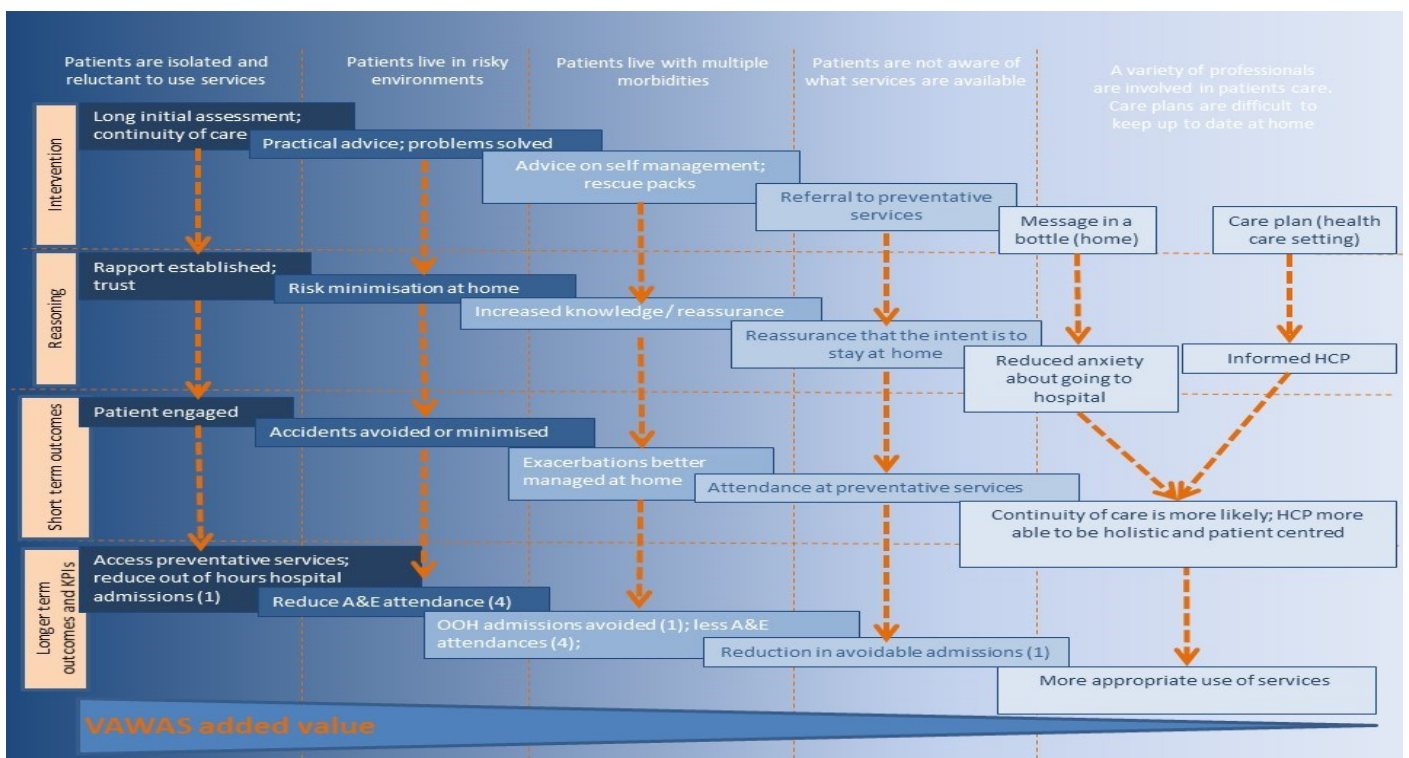 Patients are isolated and
reluctant to use services
Patients live in risky
environments
Patients live with multiple
morbidities
Patients are not aware of
what services are available
A variety of professionals
are involved in patients care.
Care plans are difficult to
keep up to date at home
Intervention
Long initial assessment;
continuity of care
Practical advice; problems solved
Advice on self management;
rescue packs
Referral to preventative
services
Message in a
bottle (home)
Care plan (health
care setting)
Reasoning
Rapport established;
trust
Risk minimisation at home
Increased knowledge/ reassurance
Reassurance that the intent is to
stay at home
Reduced anxiety
about going to
hospital
Informed HCP
Short term outcomes
Patient engaged
Accidents avoided or minimised
Exacerbations better
managed at home
Attendance at preventative services
Continuity of care is more likely; HCP more
able to be holistic and patient centred
Longer term
outcomes and KPIs
Access preventative services;
reduce out of hours hospital
admissions (1)
Reduce A&E attendance (4)
OOH admissions avoided (1); less A&E
attendances (4);
Reduction in avoidable admissions (1)
More appropriate use of services
VAWAS added value